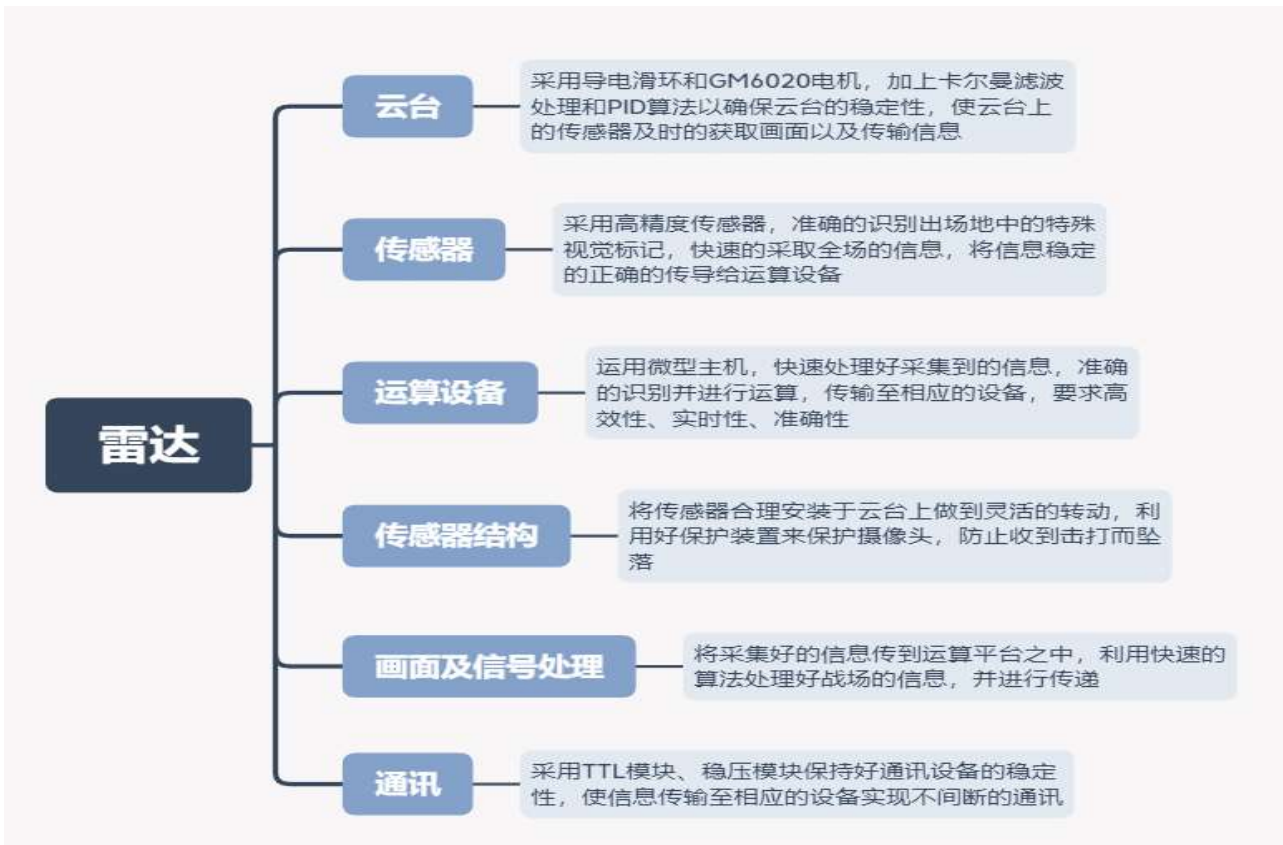 雷达
云台
采用导电滑环和GM6020电机，加上卡尔曼滤波
处理和PID算法以确保云台的稳定性，使云台上
的传感器及时的获取画面以及传输信息
传感器
采用高精度传感器，准确的识别出场地中的特殊
视觉标记，快速的采取全场的信息，将信息稳定
的正确的传导给运算设备
运算设备
运用微型主机，快速处理好采集到的信息，准确
的识别并进行运算，传输至相应的设备，要求高
效性、实时性、准确性
传感器结构
将传感器合理安装于云台上做到灵活的转动，利
用好保护装置来保护摄像头，防止收到击打而坠
落
画面及信号处理
将采集好的信息传到运算平台之中，利用快速的
算法处理好战场的信息，并进行传递
通讯
采用TTL模块、稳压模块保持好通讯设备的稳定
性，使信息传输至相应的设备实现不间断的通讯